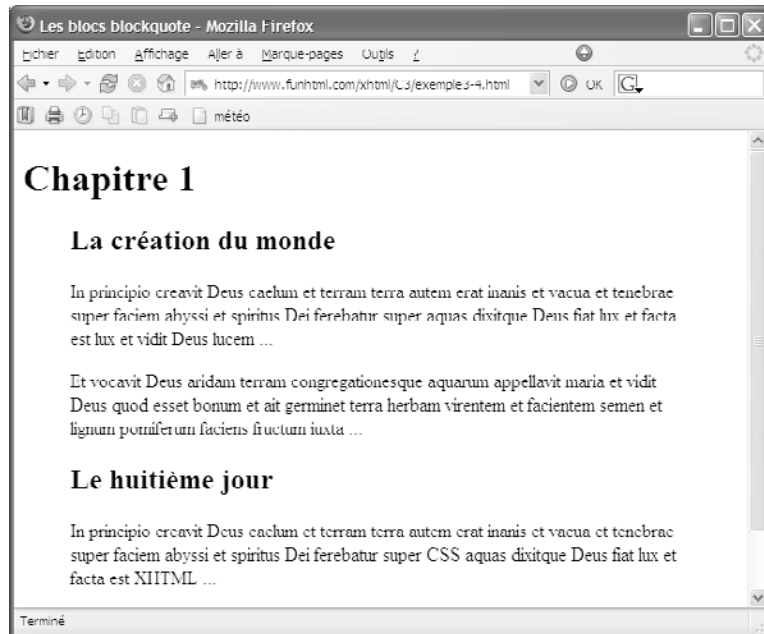 Les blocs blockquote - Mozilla Firefox
Fichier Edition Affichage Aller à Marque-pages Outils ?
http://www.funhtml.com/xhtml/C3/exemple3-4.html OK G
météo
Chapitre 1
La création du monde
In principio creavit Deus caelum et terram terra autem erat inanis et vacua et tenebrae
super faciem abyssi et spiritus Dei ferebatur super aquas dixitque Deus fiat lux et facta
est lux et vidit Deus lucem ...
Et vocavit Deus aridam terram congregationesque aquarum appellavit maria et vidit
Deus quod esset bonum et ait germinet terra herbam virentem et facientem semen et
lignum pomiferum faciens fructum iuxta ...
Le huitième jour
In principio creavit Deus caelum et terram terra autem erat inanis et vacua et tenebrae
super faciem abyssi et spiritus Dei ferebatur super CSS aquas dixitque Deus fiat lux et
facta est XHTML ...
Terminé